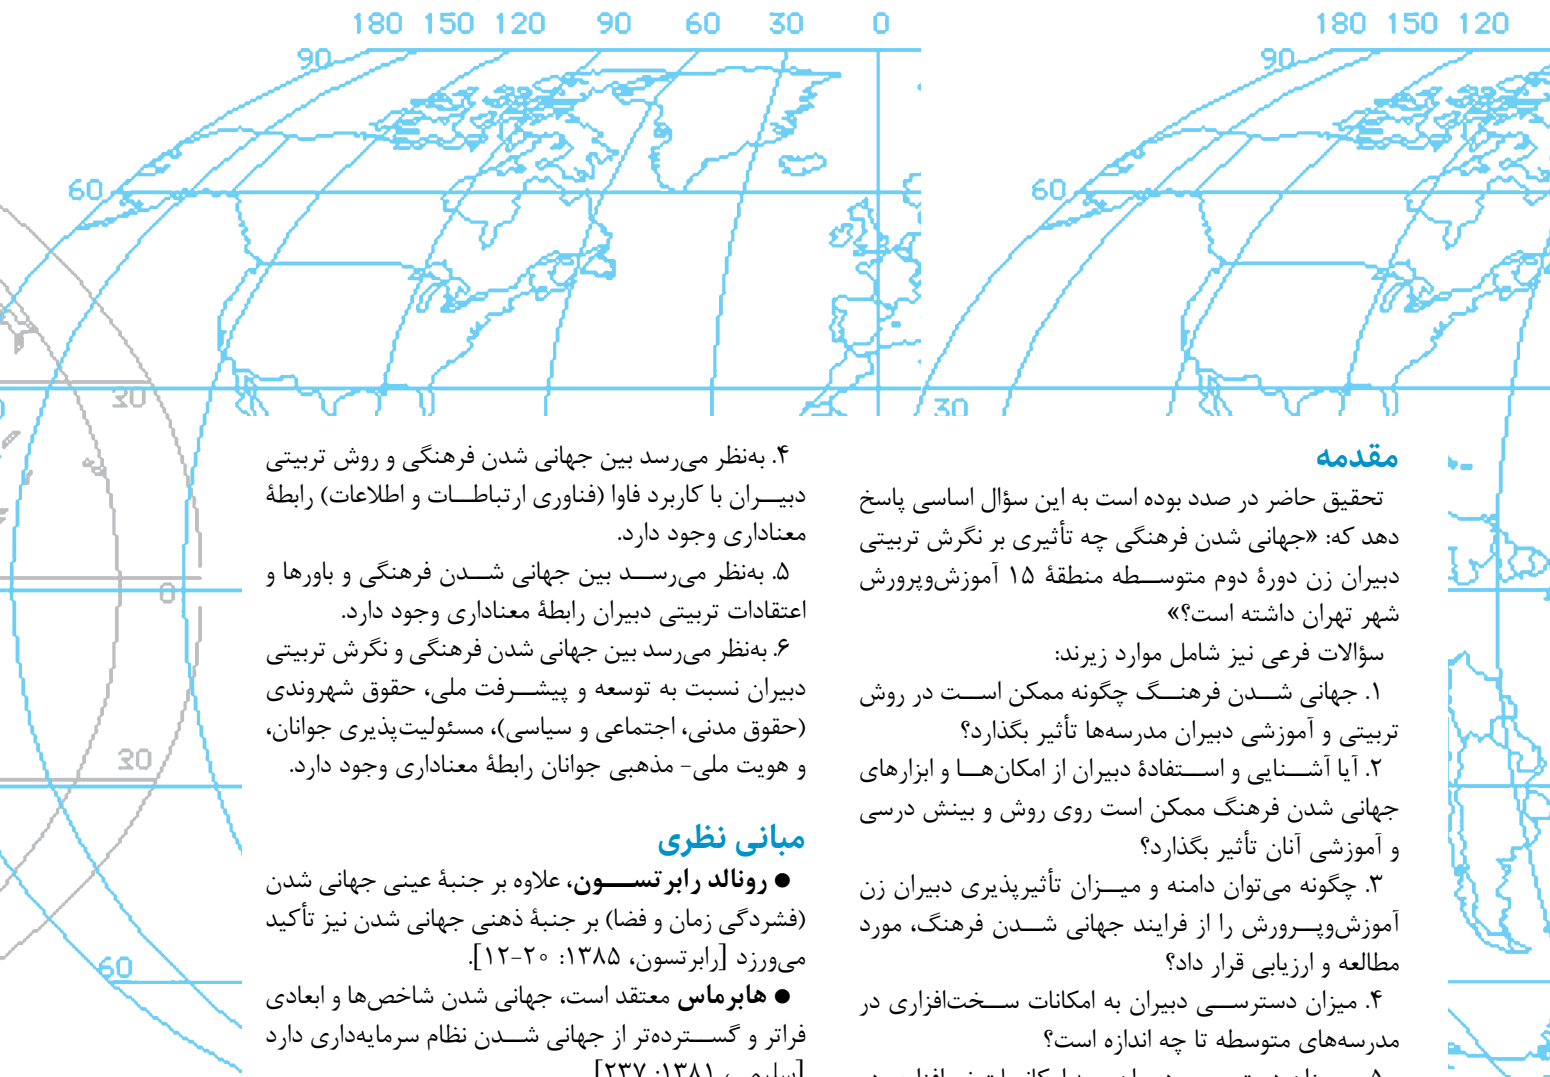 180 150 120 90 60 30 0
180 150 120
90
90
60
60
30
30
0
30
60
مقدمه
تحقیق حاضر در صدد بوده است به این سؤال اساسی پاسخ
دهد که: «جهانی شدن فرهنگی چه تأثیری بر نگرش تربیتی
دبیران زن دورهٔ دوم متوسطه منطقهٔ ۱۵ آموزش‌وپرورش
شهر تهران داشته است؟»
سؤالات فرعی نیز شامل موارد زیرند:
۱. جهانی شدن فرهنگ چگونه ممکن است در روش
تربیتی و آموزشی دبیران مدرسه‌ها تأثیر بگذارد؟
۲. آیا آشنایی و استفادهٔ دبیران از امکان‌ها و ابزارهای
جهانی شدن فرهنگ ممکن است روی روش و بینش درسی
و آموزشی آنان تأثیر بگذارد؟
۳. چگونه می‌توان دامنه و میزان تأثیرپذیری دبیران زن
آموزش‌وپرورش را از فرایند جهانی شدن فرهنگ، مورد
مطالعه و ارزیابی قرار داد؟
۴. میزان دسترسی دبیران به امکانات سخت‌افزاری در
مدرسه‌های متوسطه تا چه اندازه است؟
۴. به‌نظر می‌رسد بین جهانی شدن فرهنگی و روش تربیتی
دبیران با کاربرد فاوا (فناوری ارتباطات و اطلاعات) رابطهٔ
معناداری وجود دارد.
۵. به‌نظر می‌رسد بین جهانی شدن فرهنگی و باورها و
اعتقادات تربیتی دبیران رابطهٔ معناداری وجود دارد.
۶. به‌نظر می‌رسد بین جهانی شدن فرهنگی و نگرش تربیتی
دبیران نسبت به توسعه و پیشرفت ملی، حقوق شهروندی
(حقوق مدنی، اجتماعی و سیاسی)، مسئولیت‌پذیری جوانان،
و هویت ملی- مذهبی جوانان رابطهٔ معناداری وجود دارد.
مبانی نظری
● رونالد رابرتسون، علاوه بر جنبهٔ عینی جهانی شدن
(فشردگی زمان و فضا) بر جنبهٔ ذهنی جهانی شدن نیز تأکید
می‌ورزد [رابرتسون، ۱۳۸۵: ۲۰-۱۲].
● هابرماس معتقد است، جهانی شدن شاخص‌ها و ابعادی
فراتر و گسترده‌تر از جهانی شدن نظام سرمایه‌داری دارد